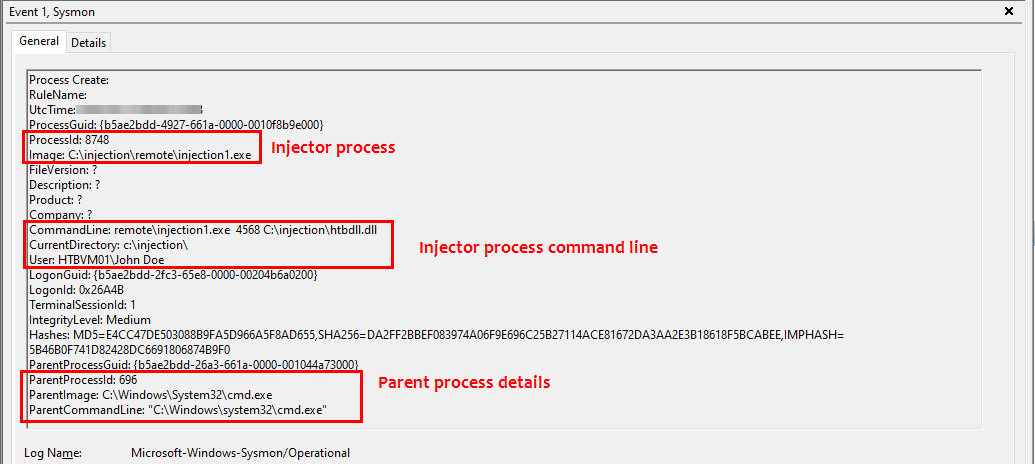 Event 1, Sysmon
General Details
Process Create:
RuleName:
UtcTime:
ProcessGuid: {b5ae2bdd-4927-661a-0000-0010f8b9e000}
ProcessId: 8748
Image: C:\injection\remote\injection1.exe
Injector process
FileVersion: ?
Description: ?
Product: ?
Company: ?
CommandLine: remote\injection1.exe  4568 C:\injection\htbdll.dll
CurrentDirectory: c:\injection\
Injector process command line
User: HTBVM01\John Doe
LogonGuid: {b5ae2bdd-2fc3-65e8-0000-00204b6a0200}
LogonId: 0x26A4B
TerminalSessionId: 1
IntegrityLevel: Medium
Hashes: MD5=E4CC47DE503088B9FA5D966A5F8AD655,SHA256=DA2FF2BBEF083974A06F9E696C25B27114ACE81672DA3AA2E3B18618F5BCABEE,IMPHASH=
5B46B0F741D82428DC6691806874B9F0
ParentProcessGuid: {b5ae2bdd-26a3-661a-0000-001044a73000}
ParentProcessId: 696
Parent process details
ParentImage: C:\Windows\System32\cmd.exe
ParentCommandLine: "C:\Windows\system32\cmd.exe"
Log Name: Microsoft-Windows-Sysmon/Operational